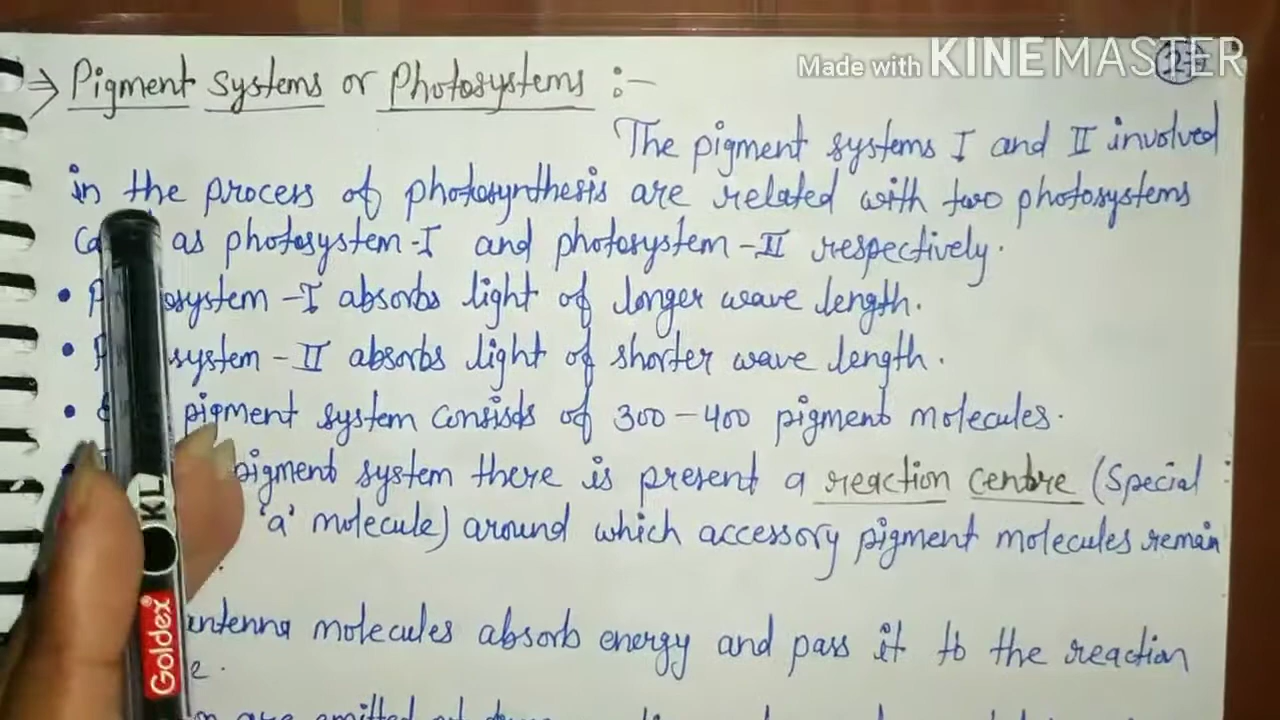 Made with KINEMASTER
⇒ Pigment Systems or Photosystems :-
The pigment systems I and II involved
in the process of photosynthesis are related with two photosystems
as photosystem-I and photosystem-II respectively.
• -I absorbs light of longer wave length.
• system-II absorbs light of shorter wave length.
• pigment system consists of 300-400 pigment molecules.
pigment system there is present a reaction centre (Special
'a' molecule) around which accessory pigment molecules remain
antenna molecules absorb energy and pass it to the reaction
are emitted
KL
Goldex